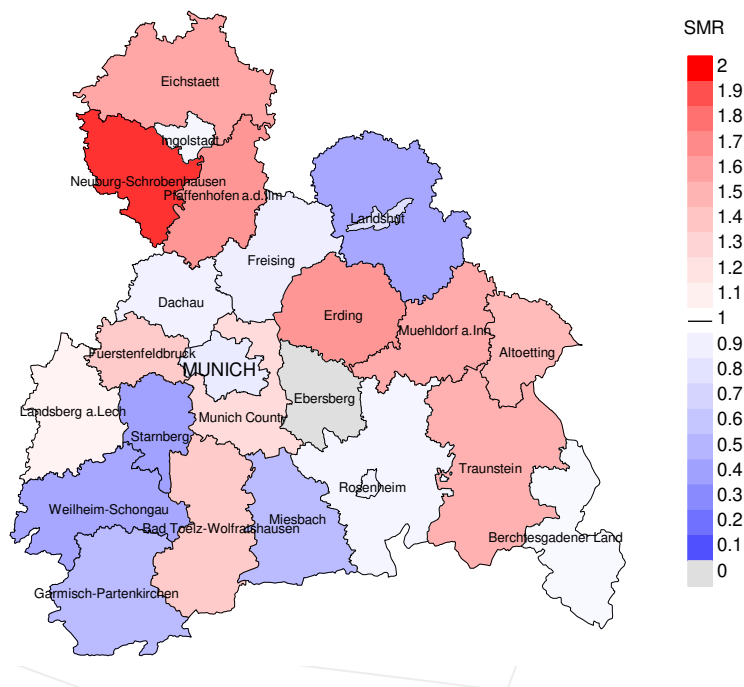 SMR
Eichstaett
Ingolstadt
Neuburg-Schrobenhausen
Pfaffenhofen a.d.Ilm
Landshut
Freising
Dachau
Erding
Muehldorf a.Inn
Altoetting
Fuerstenfeldbruck
MUNICH
Ebersberg
Landsberg a.Lech
Munich County
Starnberg
Traunstein
Rosenheim
Weilheim-Schongau
Bad Toelz-Wolfratshausen
Miesbach
Berchtesgadener Land
Garmisch-Partenkirchen
2
1.9
1.8
1.7
1.6
1.5
1.4
1.3
1.2
1.1
1
0.9
0.8
0.7
0.6
0.5
0.4
0.3
0.2
0.1
0